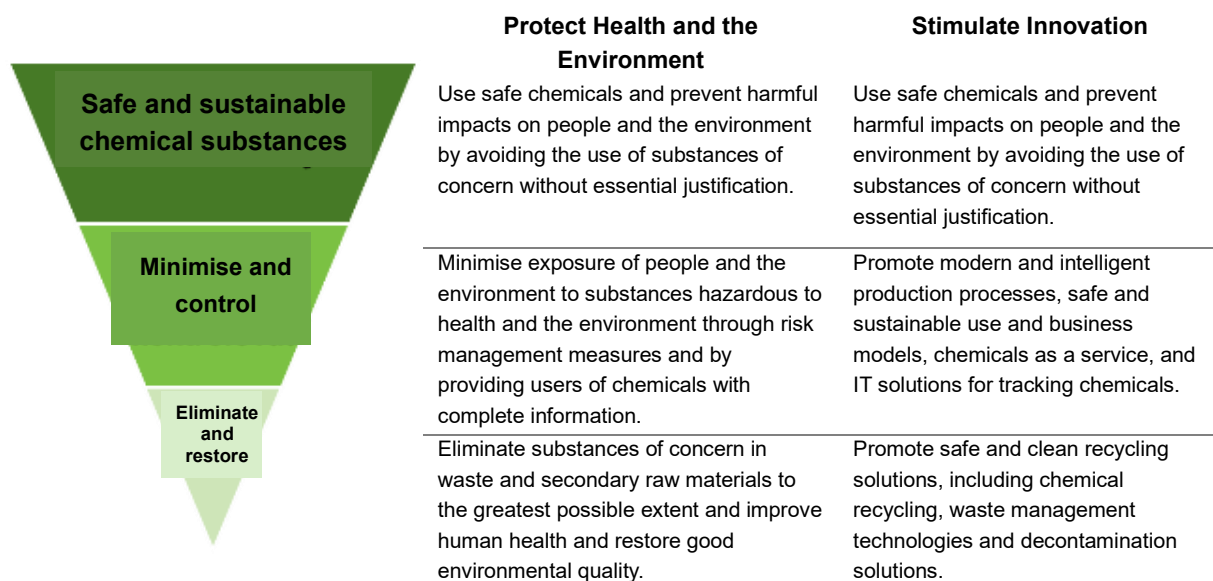 Protect Health and the
Environment
Stimulate Innovation
Safe and sustainable
chemical substances
Use safe chemicals and prevent harmful
impacts on people and the environment
by avoiding the use of substances of
concern without essential justification.
Use safe chemicals and prevent
harmful impacts on people and the
environment by avoiding the use of
substances of concern without
essential justification.
Minimise and
control
Minimise exposure of people and the
environment to substances hazardous to
health and the environment through risk
management measures and by
providing users of chemicals with
complete information.
Promote modern and intelligent
production processes, safe and
sustainable use and business
models, chemicals as a service, and
IT solutions for tracking chemicals.
Eliminate
and
restore
Eliminate substances of concern in
waste and secondary raw materials to
the greatest possible extent and improve
human health and restore good
environmental quality.
Promote safe and clean recycling
solutions, including chemical
recycling, waste management
technologies and decontamination
solutions.